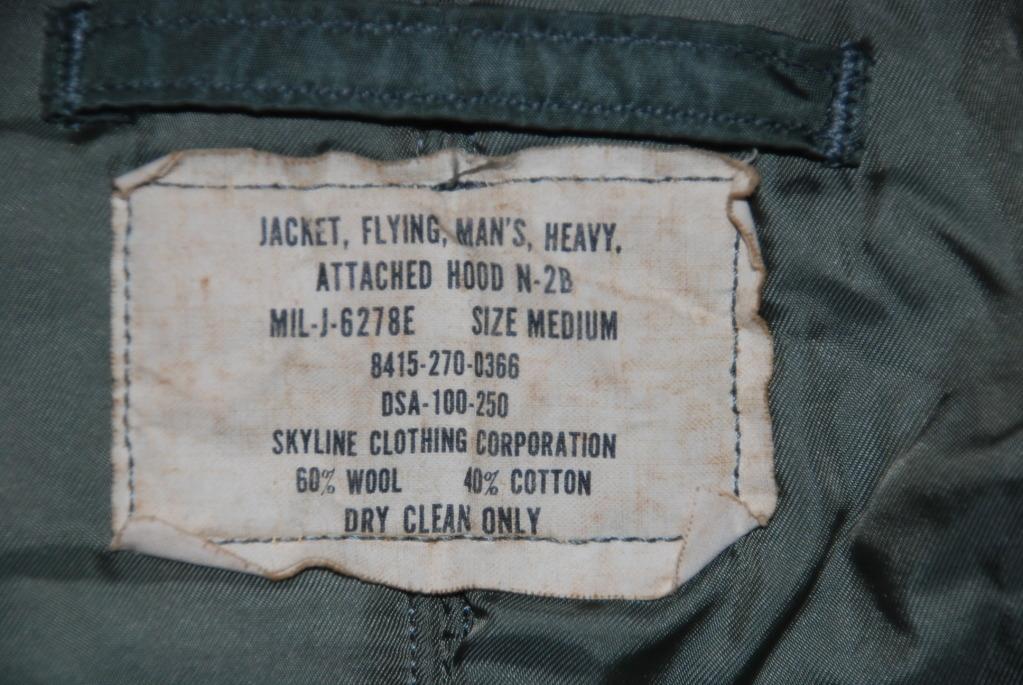 JACKET, FLYING, MAN'S, HEAVY,
ATTACHED HOOD N-2B
MIL-J-6278E SIZE MEDIUM
8415-270-0366
DSA-100-250
SKYLINE CLOTHING CORPORATION
60% WOOL 40% COTTON
DRY CLEAN ONLY